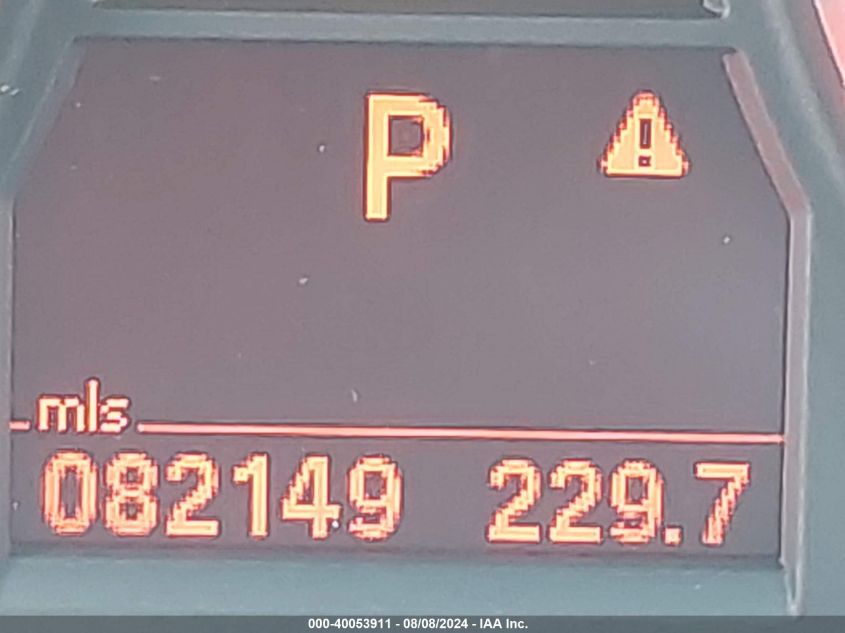 P
mls
082149 229.7
000-40053911 - 08/08/2024 - IAA Inc.